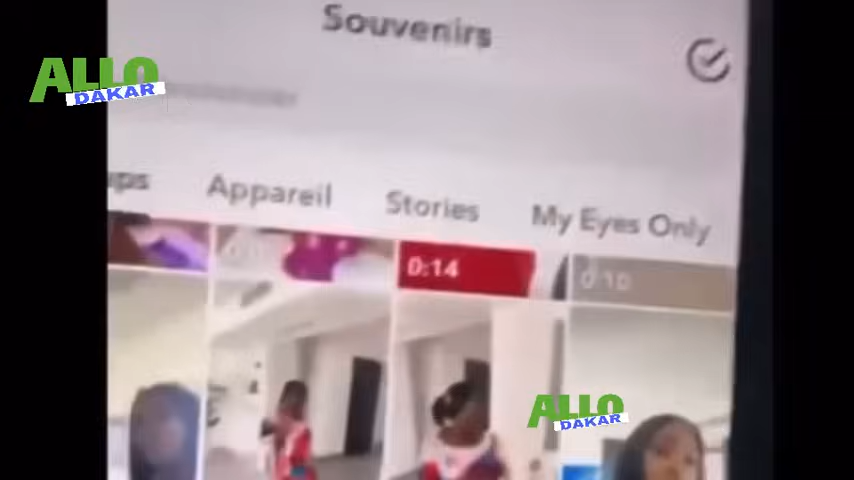 Souvenirs
ALLO
DAKAR
Appareil Stories My Eyes Only
0:14
0:10
ALLO
DAKAR